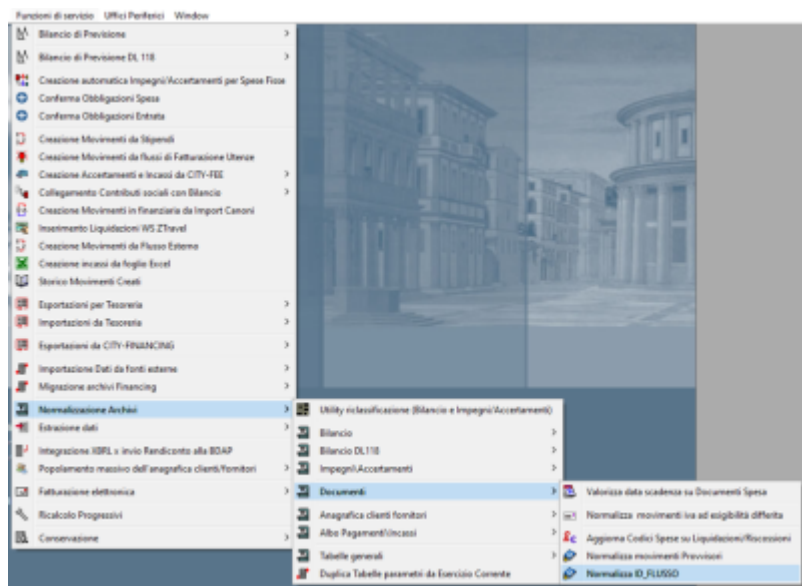 Funzioni di servizio Uffici Periferici Window
Bilancio di Previsione
Bilancio di Previsione DL 118
Creazione automatica Impegni/Accertamenti per Spese Fisse
Conferma Obbligazioni Spesa
Conferma Obbligazioni Entrata
Creazione Movimenti da Stipendi
Creazione Movimenti da flussi di Fatturazione Utenze
Creazione Accertamenti e Incassi da CITY-FEE
Collegamento Contributi sociali con Bilancio
Creazione Movimenti in finanziaria da Import Canoni
Inserimento Liquidazioni WS ZTravel
Creazione Movimenti da Flusso Esterno
Creazione incassi da foglio Excel
Storico Movimenti Creati
Esportazioni per Tesoreria
Importazioni da Tesoreria
Esportazioni da CITY-FINANCING
Importazione Dati da fonti esterne
Migrazione archivi Financing
Normalizzazione Archivi
Estrazione dati
Integrazione XBRL x invio Rendiconto alla BDAP
Popolamento massivo dell'anagrafica clienti/fornitori
Fatturazione elettronica
Ricalcolo Progressivi
Conservazione
Utility riclassificazione (Bilancio e Impegni/Accertamenti)
Bilancio
Bilancio DL118
Impegni\Accertamenti
Documenti
Anagrafica clienti fornitori
Albo Pagamenti\Incassi
Tabelle generali
Duplica Tabelle parametri da Esercizio Corrente
Valorizza data scadenza su Documenti Spesa
Normalizza movimenti iva ad esigibilità differita
Aggiorna Codici Spese su Liquidazioni/Riscossioni
Normalizza movimenti Provvisori
Normalizza ID_FLUSSO